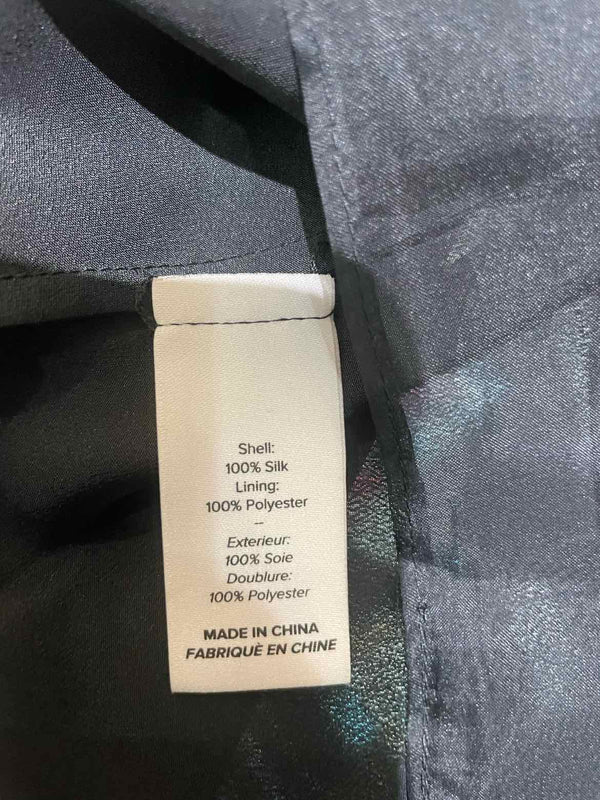 Shell:
100% Silk
Lining:
100% Polyester
--
Exterieur:
100% Soie
Doublure:
100% Polyester
MADE IN CHINA
FABRIQUÈ EN CHINE